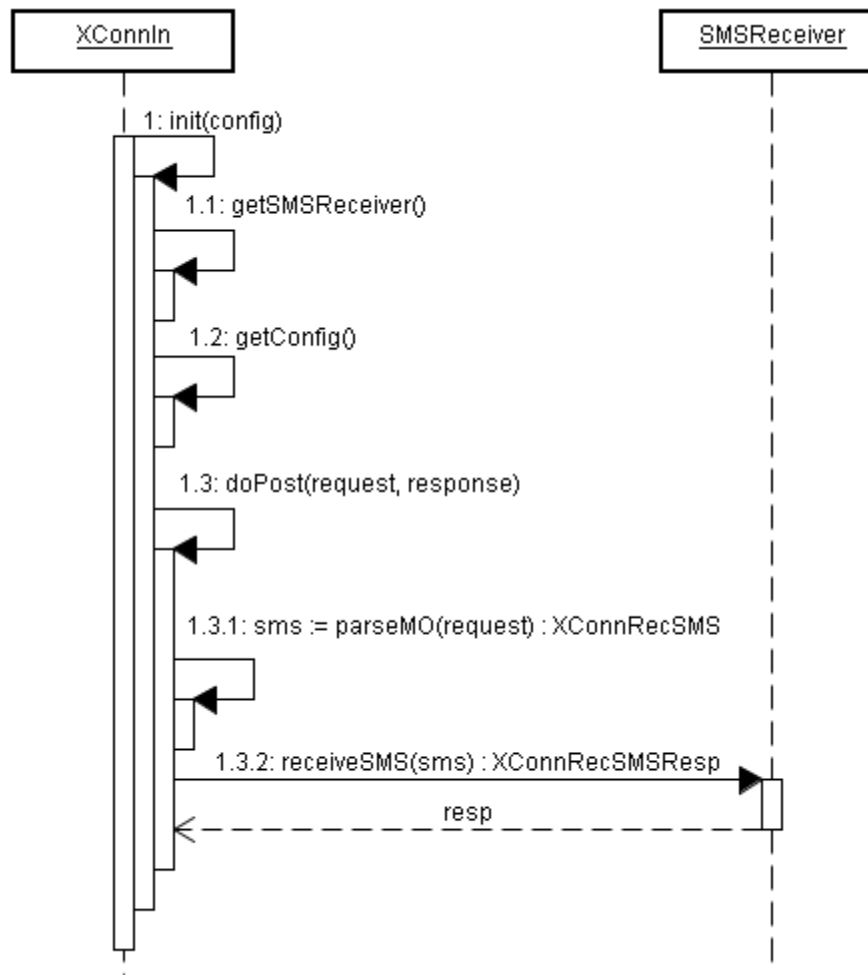 XConnIn
SMSReceiver
1: init(config)
1.1: getSMSReceiver()
1.2: getConfig()
1.3: doPost(request, response)
1.3.1: sms := parseMO(request) : XConnRecSMS
1.3.2: receiveSMS(sms) : XConnRecSMSResp
resp